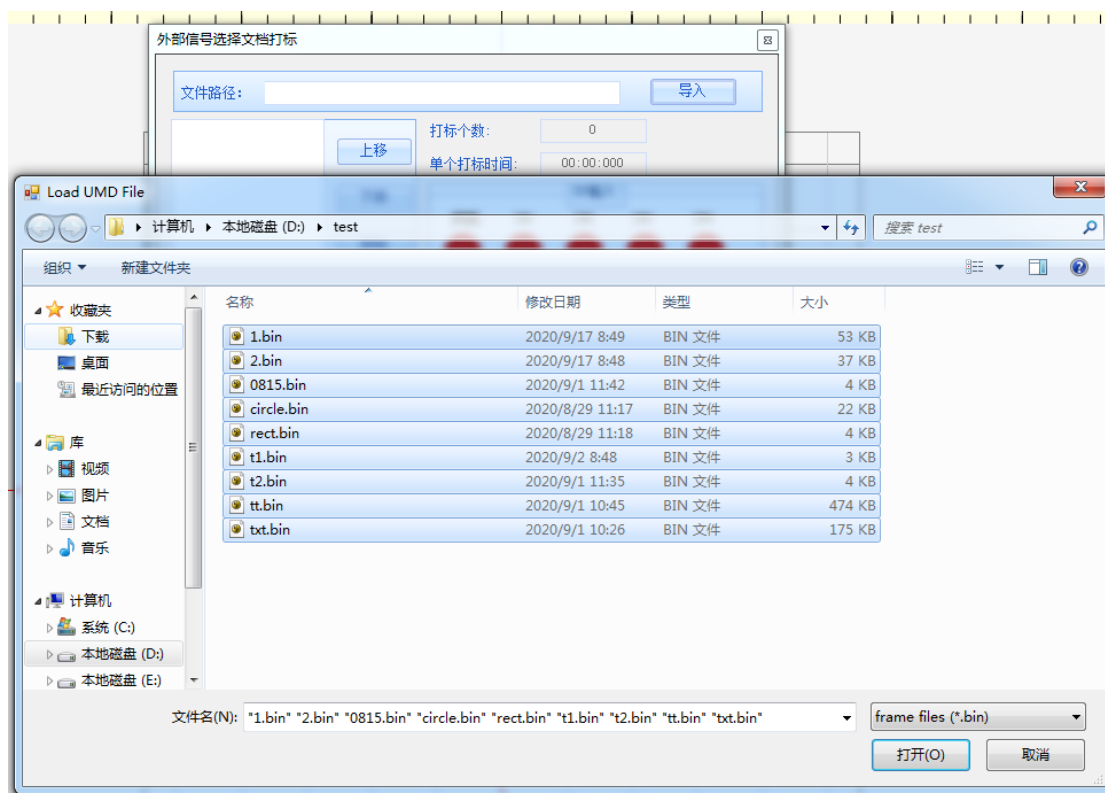 外部信号选择文档打标
文件路径: 导入
打标个数: 0
上移
单个打标时间: 00:00:000
Load UMD File
计算机 本地磁盘 (D:) test 搜索 test
组织 新建文件夹
名称 修改日期 类型 大小
收藏夹
下载
桌面
最近访问的位置
库
视频
图片
文档
音乐
计算机
系统 (C:)
本地磁盘 (D:)
本地磁盘 (E:)
1.bin 2020/9/17 8:49 BIN 文件 53 KB
2.bin 2020/9/17 8:48 BIN 文件 37 KB
0815.bin 2020/9/1 11:42 BIN 文件 4 KB
circle.bin 2020/8/29 11:17 BIN 文件 22 KB
rect.bin 2020/8/29 11:18 BIN 文件 4 KB
t1.bin 2020/9/2 8:48 BIN 文件 3 KB
t2.bin 2020/9/1 11:35 BIN 文件 4 KB
tt.bin 2020/9/1 10:45 BIN 文件 474 KB
txt.bin 2020/9/1 10:26 BIN 文件 175 KB
文件名(N): "1.bin" "2.bin" "0815.bin" "circle.bin" "rect.bin" "t1.bin" "t2.bin" "tt.bin" "txt.bin" frame files (*.bin)
打开(O) 取消